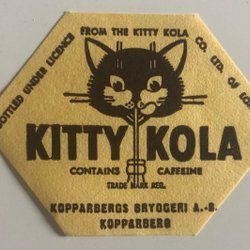 BOTTLED UNDER LICENCE FROM THE KITTY KOLA CO. LTD. OF
KITTY KOLA
CONTAINS CAFFEINE
TRADE MARK REG.
KOPPARBERGS BRYGGERI A.-B.
KOPPARBERG